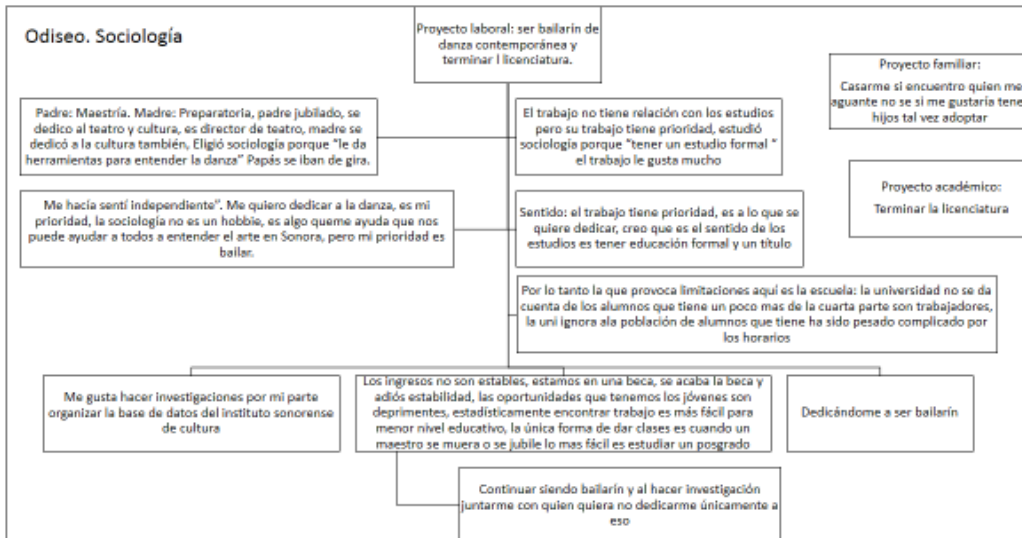 Odiseo. Sociología
Proyecto laboral: ser bailarín de
danza contemporánea y
terminar l licenciatura.
Proyecto familiar:
Casarme si encuentro quien me
aguante no se si me gustaría tene
hijos tal vez adoptar
Padre: Maestría. Madre: Preparatoria, padre jubilado, se
dedico al teatro y cultura, es director de teatro, madre se
dedicó a la cultura también, Eligió sociología porque "le da
herramientas para entender la danza" Papás se iban de gira.
El trabajo no tiene relación con los estudios
pero su trabajo tiene prioridad, estudió
sociología porque "tener un estudio formal "
el trabajo le gusta mucho
Proyecto académico:
Terminar la licenciatura
Me hacía sentí independiente". Me quiero dedicar a la danza, es mi
prioridad, la sociología no es un hobbie, es algo queme ayuda que nos
puede ayudar a todos a entender el arte en Sonora, pero mi prioridad es
bailar.
Sentido: el trabajo tiene prioridad, es a lo que se
quiere dedicar, creo que es el sentido de los
estudios es tener educación formal y un título
Por lo tanto la que provoca limitaciones aquí es la escuela: la universidad no se da
cuenta de los alumnos que tiene un poco mas de la cuarta parte son trabajadores,
la uni ignora ala población de alumnos que tiene ha sido pesado complicado por
los horarios
Me gusta hacer investigaciones por mi parte
organizar la base de datos del instituto sonorense
de cultura
Los ingresos no son estables, estamos en una beca, se acaba la beca y
adiós estabilidad, las oportunidades que tenemos los jóvenes son
deprimentes, estadísticamente encontrar trabajo es más fácil para
menor nivel educativo, la única forma de dar clases es cuando un
maestro se muera o se jubile lo mas fácil es estudiar un posgrado
Dedicándome a ser bailarín
Continuar siendo bailarín y al hacer investigación
juntarme con quien quiera no dedicarme únicamente a
eso